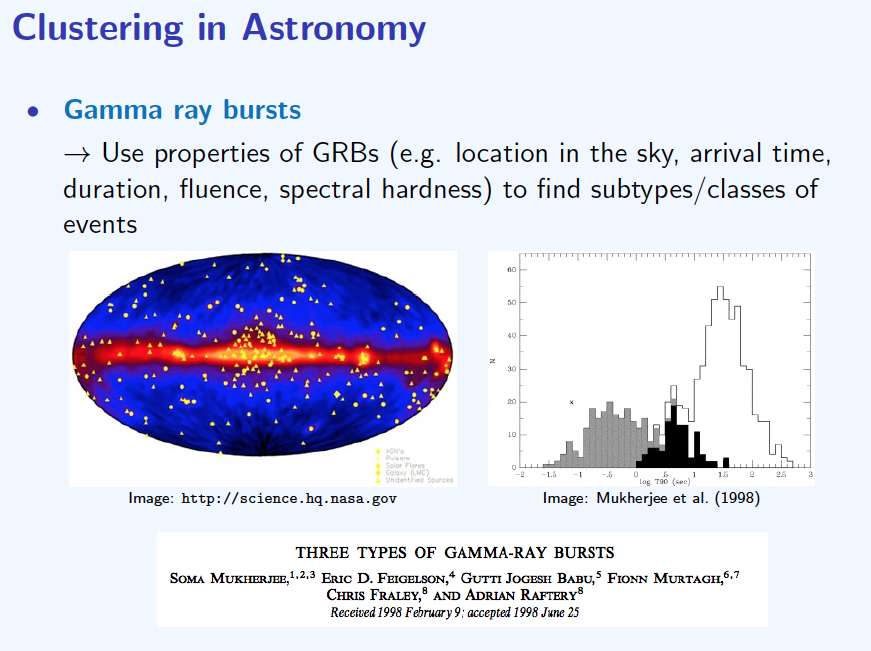 Clustering in Astronomy
• Gamma ray bursts
→ Use properties of GRBs (e.g. location in the sky, arrival time,
duration, fluence, spectral hardness) to find subtypes/classes of
events
AGN's
Pulsars
Solar Flares
Galaxy (LMC)
Unidentified Sources
60
50
40
30
20
10
0
N
x
-2 -1.5 -1 -.5 0 .5 1 1.5 2 2.5 3
log T90 (sec)
Image: http://science.hq.nasa.gov
Image: Mukherjee et al. (1998)
THREE TYPES OF GAMMA-RAY BURSTS
SOMA MUKHERJEE,1,2,3 ERIC D. FEIGELSON,4 GUTTI JOGESH BABU,5 FIONN MURTAGH,6,7
CHRIS FRALEY,8 AND ADRIAN RAFTERY8
Received 1998 February 9; accepted 1998 June 25